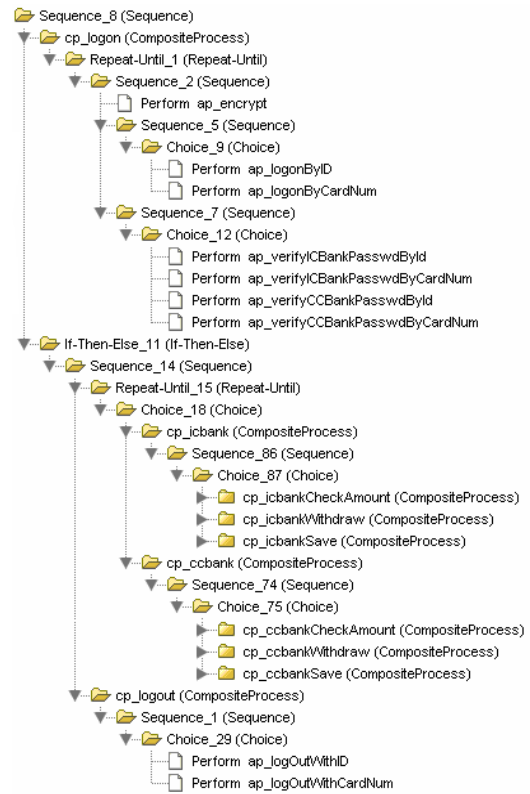 Sequence_8 (Sequence)
cp_logon (CompositeProcess)
Repeat-Until_1 (Repeat-Until)
Sequence_2 (Sequence)
Perform ap_encrypt
Sequence_5 (Sequence)
Choice_9 (Choice)
Perform ap_logonByID
Perform ap_logonByCardNum
Sequence_7 (Sequence)
Choice_12 (Choice)
Perform ap_verifyICBankPasswdById
Perform ap_verifyICBankPasswdByCardNum
Perform ap_verifyCCBankPasswdById
Perform ap_verifyCCBankPasswdByCardNum
If-Then-Else_11 (If-Then-Else)
Sequence_14 (Sequence)
Repeat-Until_15 (Repeat-Until)
Choice_18 (Choice)
cp_icbank (CompositeProcess)
Sequence_86 (Sequence)
Choice_87 (Choice)
cp_icbankCheckAmount (CompositeProcess)
cp_icbankWithdraw (CompositeProcess)
cp_icbankSave (CompositeProcess)
cp_ccbank (CompositeProcess)
Sequence_74 (Sequence)
Choice_75 (Choice)
cp_ccbankCheckAmount (CompositeProcess)
cp_ccbankWithdraw (CompositeProcess)
cp_ccbankSave (CompositeProcess)
cp_logout (CompositeProcess)
Sequence_1 (Sequence)
Choice_29 (Choice)
Perform ap_logOutWithID
Perform ap_logOutWithCardNum